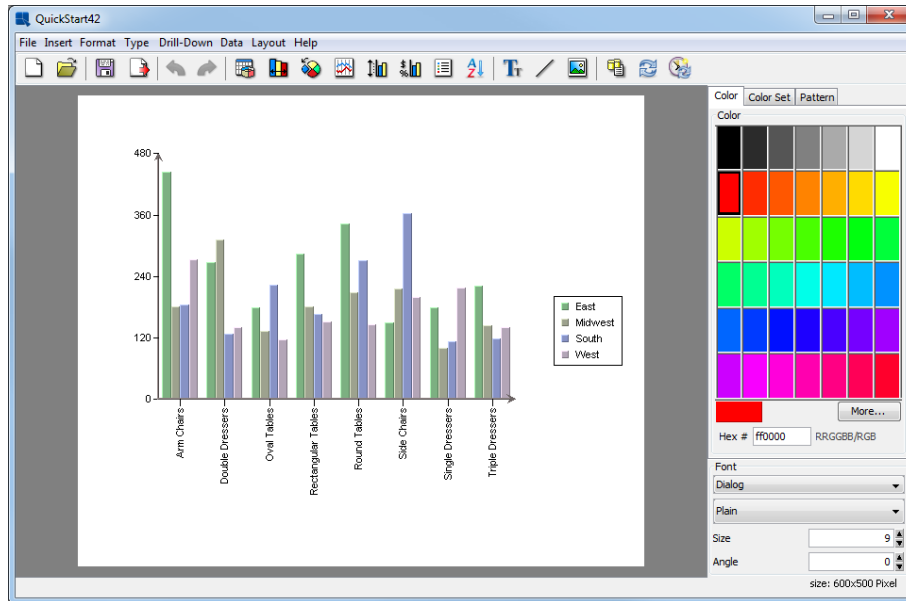 QuickStart42
File Insert Format Type Drill-Down Data Layout Help
Color Color Set Pattern
Color
480
360
240
120
0
Arm Chairs
Double Dressers
Oval Tables
Rectangular Tables
Round Tables
Side Chairs
Single Dressers
Triple Dressers
East
Midwest
South
West
More...
Hex # ff0000 RRGGBB/RGB
Font
Dialog
Plain
Size 9
Angle 0
size: 600x500 Pixel